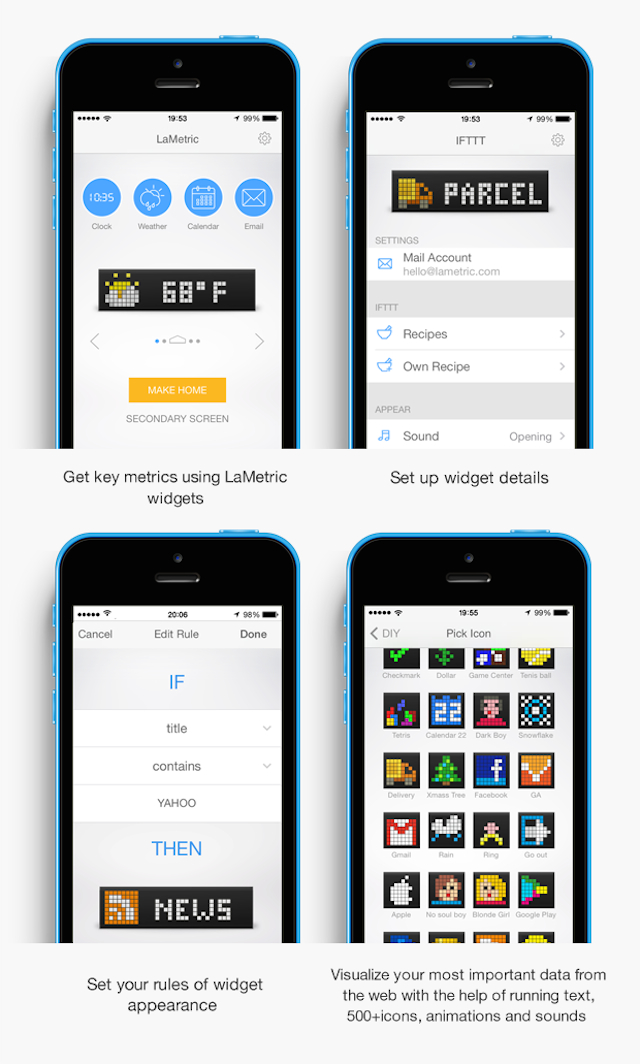 19:53
99%
LaMetric
10:35
Clock
Weather
Calendar
Email
68°F
MAKE HOME
SECONDARY SCREEN
Get key metrics using LaMetric
widgets
19:53
99%
IFTTT
PARCEL
SETTINGS
Mail Account
hello@lametric.com
IFTTT
Recipes
Own Recipe
APPEAR
Sound Opening
Set up widget details
20:06
98%
Cancel Edit Rule Done
IF
title
contains
YAHOO
THEN
NEWS
Set your rules of widget
appearance
19:55
99%
DIY Pick Icon
Checkmark Dollar Game Center Tenis ball
22
Tetris Calendar 22 Dark Boy Snowflake
Delivery Xmass Tree Facebook GA
Gmail Rain Ring Go out
Apple No soul boy Blonde Girl Google Play
Visualize your most important data from
the web with the help of running text,
500+icons, animations and sounds